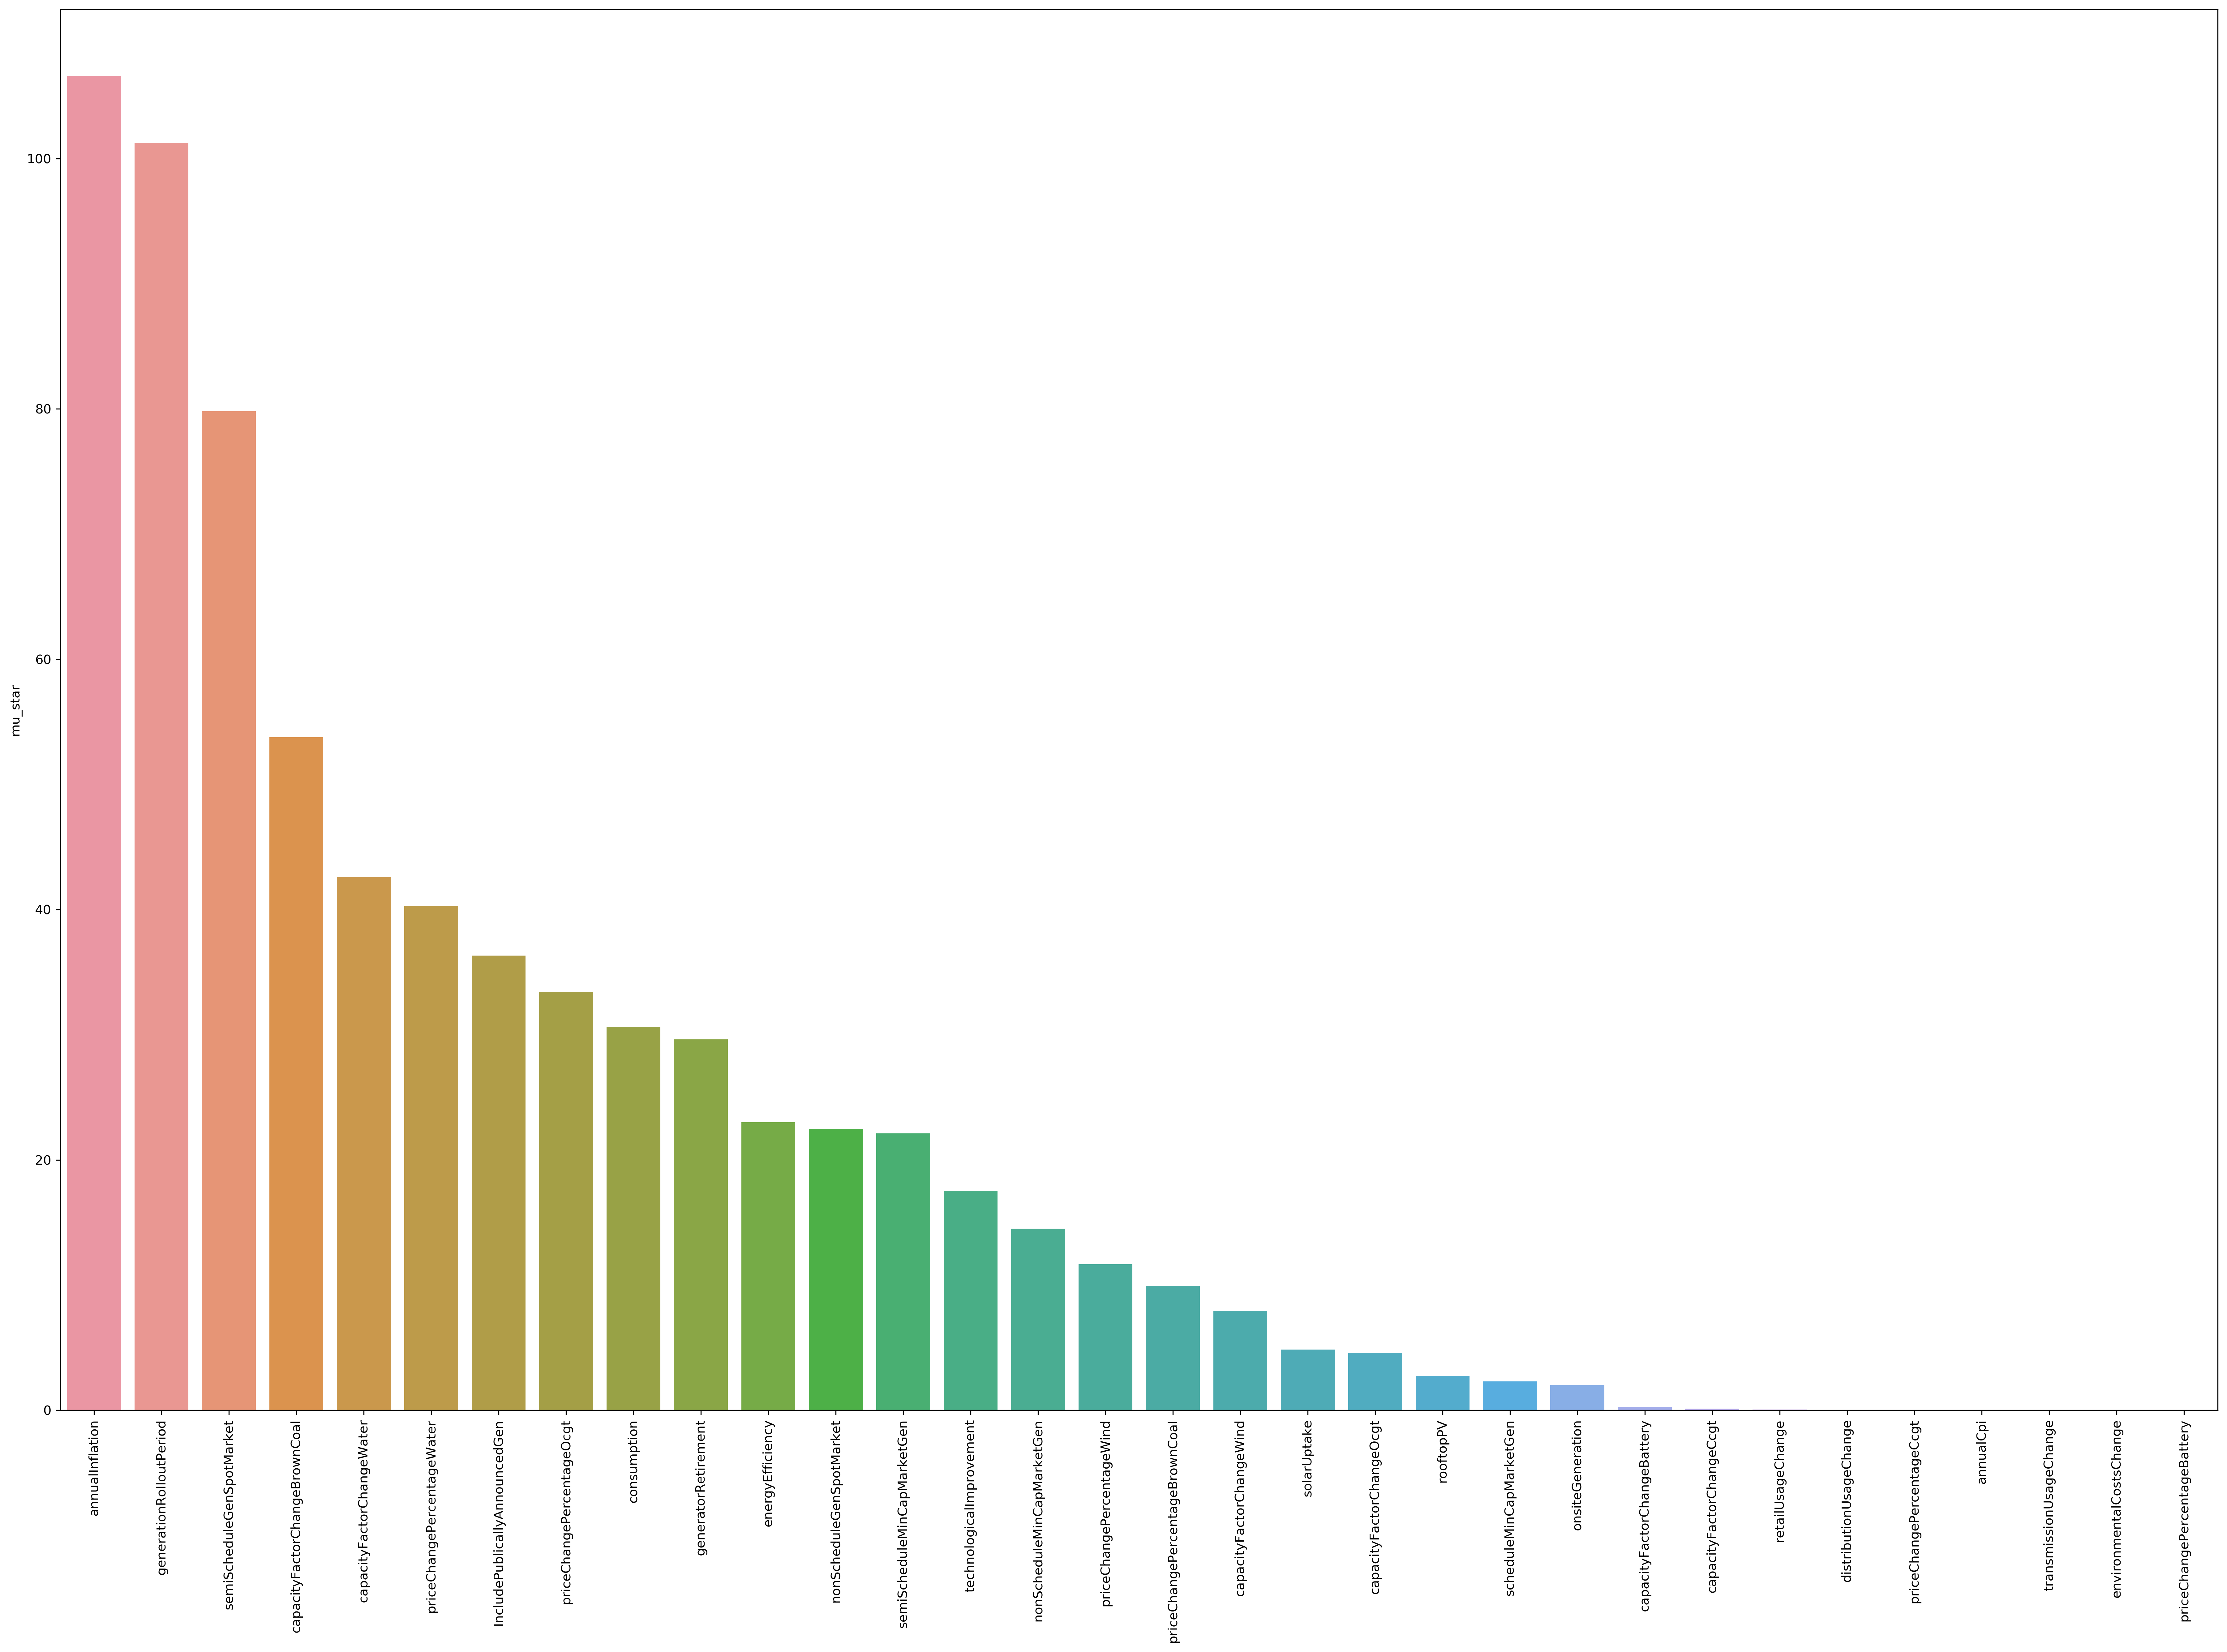 mu_star
100
80
60
40
20
0
annualInflation
generationRolloutPeriod
semiScheduleGenSpotMarket
capacityFactorChangeBrownCoal
capacityFactorChangeWater
priceChangePercentageWater
IncludePublicallyAnnouncedGen
priceChangePercentageOcgt
consumption
generatorRetirement
energyEfficiency
nonScheduleGenSpotMarket
semiScheduleMinCapMarketGen
technologicalImprovement
nonScheduleMinCapMarketGen
priceChangePercentageWind
priceChangePercentageBrownCoal
capacityFactorChangeWind
solarUptake
capacityFactorChangeOcgt
rooftopPV
scheduleMinCapMarketGen
onsiteGeneration
capacityFactorChangeBattery
capacityFactorChangeCcgt
retailUsageChange
distributionUsageChange
priceChangePercentageCcgt
annualCpi
transmissionUsageChange
environmentalCostsChange
priceChangePercentageBattery